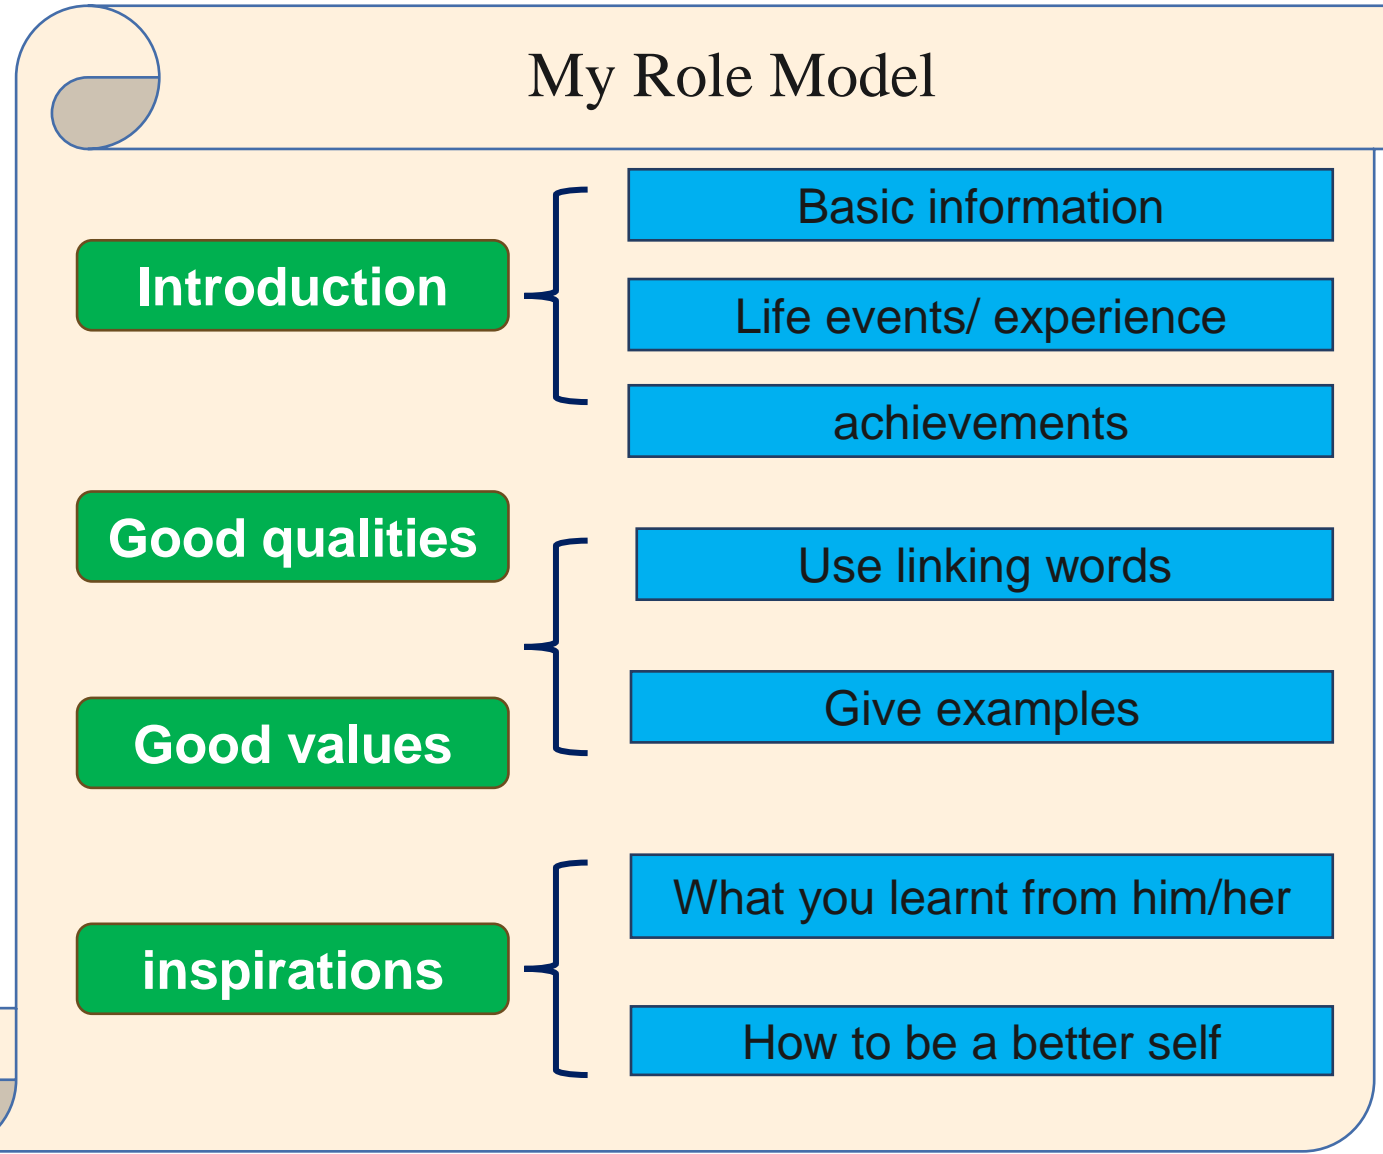 My Role Model
Introduction
Basic information
Life events/ experience
achievements
Good qualities
Good values
Use linking words
Give examples
inspirations
What you learnt from him/her
How to be a better self